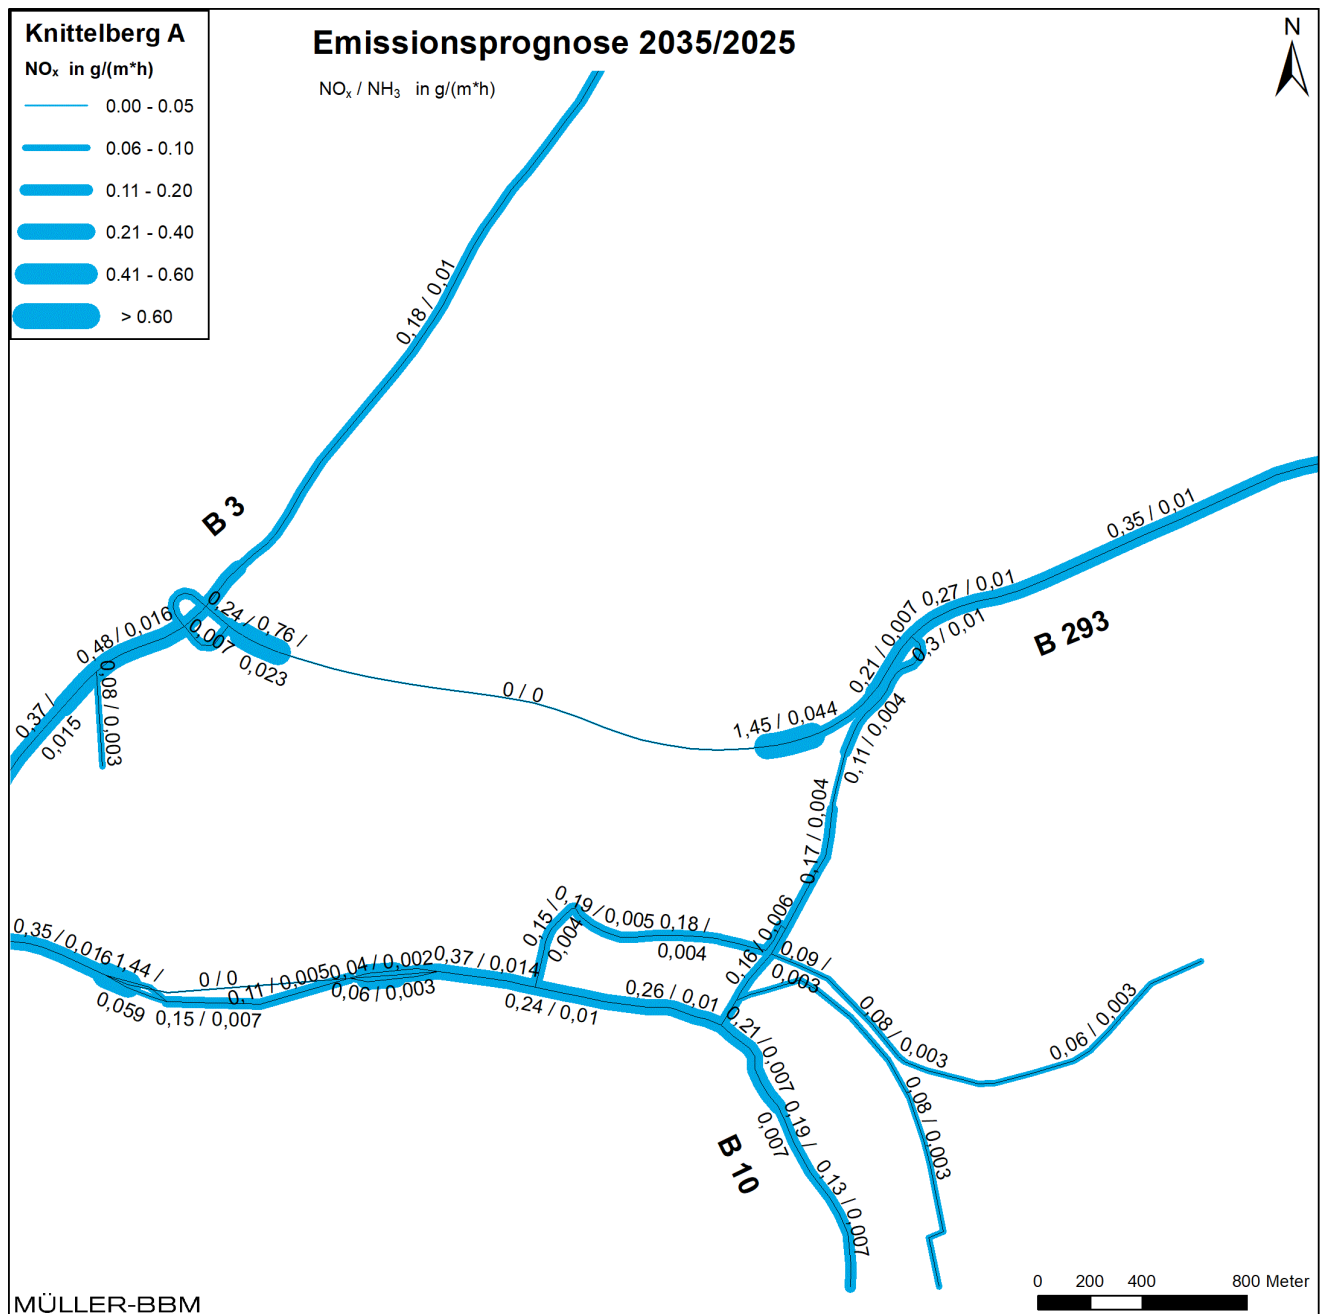 Knittelberg A
NOₓ in g/(m*h)
0.00 - 0.05
0.06 - 0.10
0.11 - 0.20
0.21 - 0.40
0.41 - 0.60
> 0.60
Emissionsprognose 2035/2025
NOₓ / NH₃ in g/(m*h)
N
0,18 / 0,01
B 3
0,35 / 0,01
0,27 / 0,01
0,21 / 0,007
0,3 / 0,01
B 293
0,24 /
0,007
0,76 /
0,023
0,48 / 0,016
0,08 / 0,003
0,37 /
0,015
0 / 0
1,45 / 0,044
0,11 / 0,004
0,17 / 0,004
0,15 /
0,004
0,19 / 0,005
0,18 /
0,004
0,16 / 0,006
0,09 /
0,003
0,35 / 0,016
1,44 /
0,059
0 / 0
0,11 / 0,005
0,04 / 0,002
0,37 / 0,014
0,15 / 0,007
0,06 / 0,003
0,24 / 0,01
0,26 / 0,01
0,21 / 0,007
0,08 / 0,003
0,06 / 0,003
0,08 / 0,003
0,19 /
0,007
0,13 / 0,007
B 10
0 200 400 800 Meter
MÜLLER-BBM